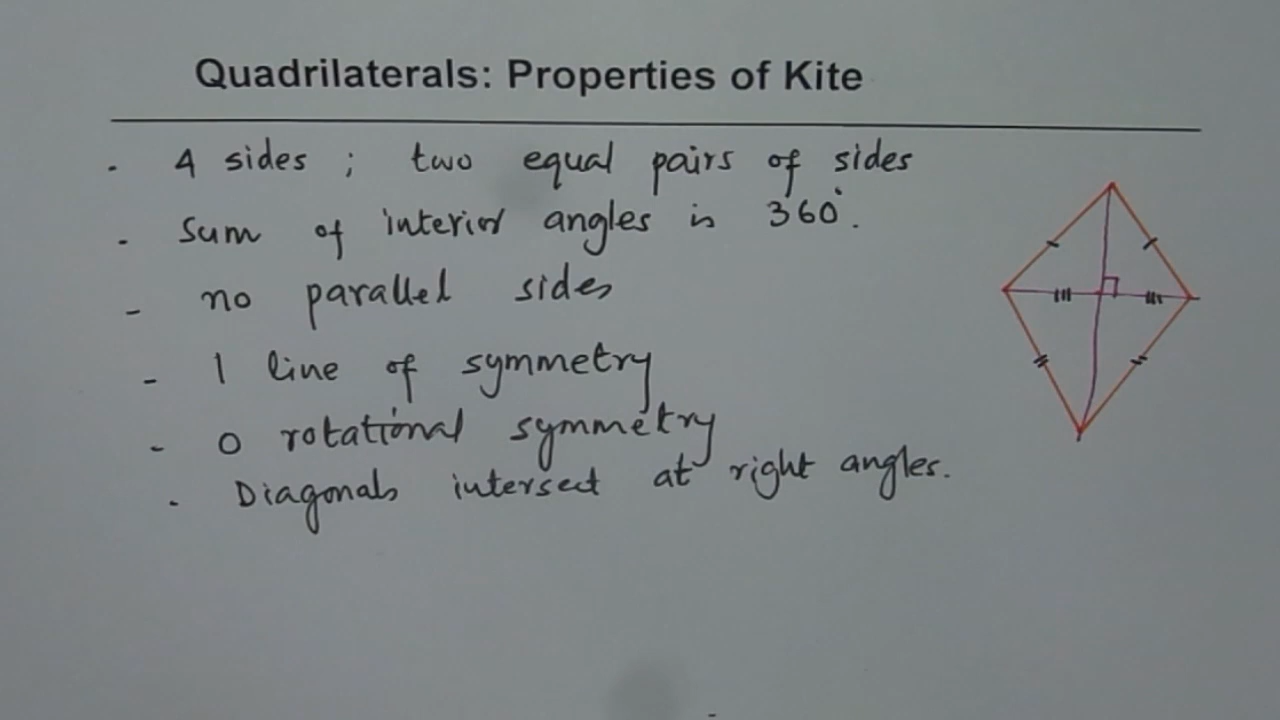 Quadrilaterals: Properties of Kite
. 4 sides ; two equal pairs of sides
. Sum of interior angles is 360°.
- no parallel sides
- 1 line of symmetry
- 0 rotational symmetry
. Diagonals intersect at right angles.